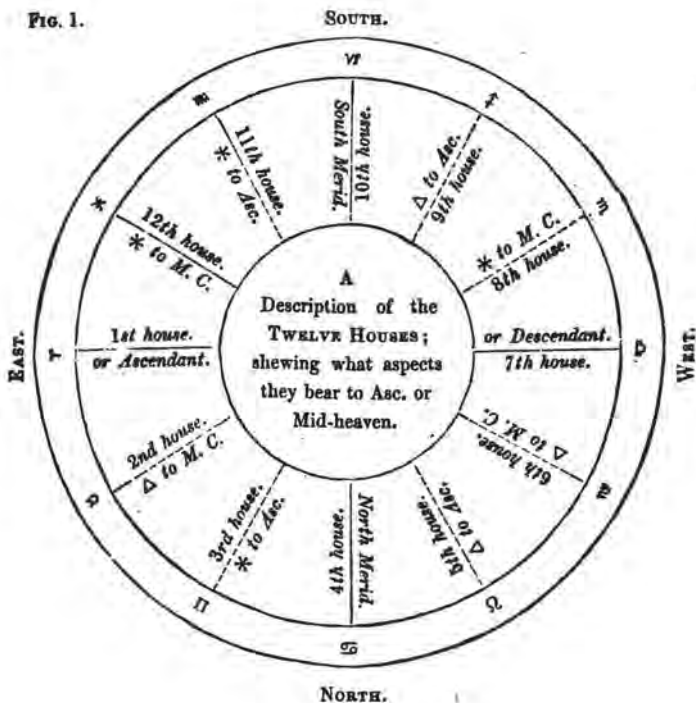 FIG. 1.
SOUTH.
♑
♐
♏
♎
♍
♌
♋
♊
♉
♈
♓
♒
EAST.
WEST.
NORTH.
10th house.
South Merid.
△ to Asc.
9th house.
✶ to M. C.
8th house.
or Descendant.
7th house.
6th house.
△ to M. C.
5th house.
△ to Asc.
North Merid.
4th house.
3rd house.
✶ to Asc.
2nd house.
△ to M. C.
1st house.
or Ascendant.
12th house.
✶ to M. C.
11th house.
✶ to Asc.
A
Description of the
TWELVE HOUSES;
shewing what aspects
they bear to Asc. or
Mid-heaven.